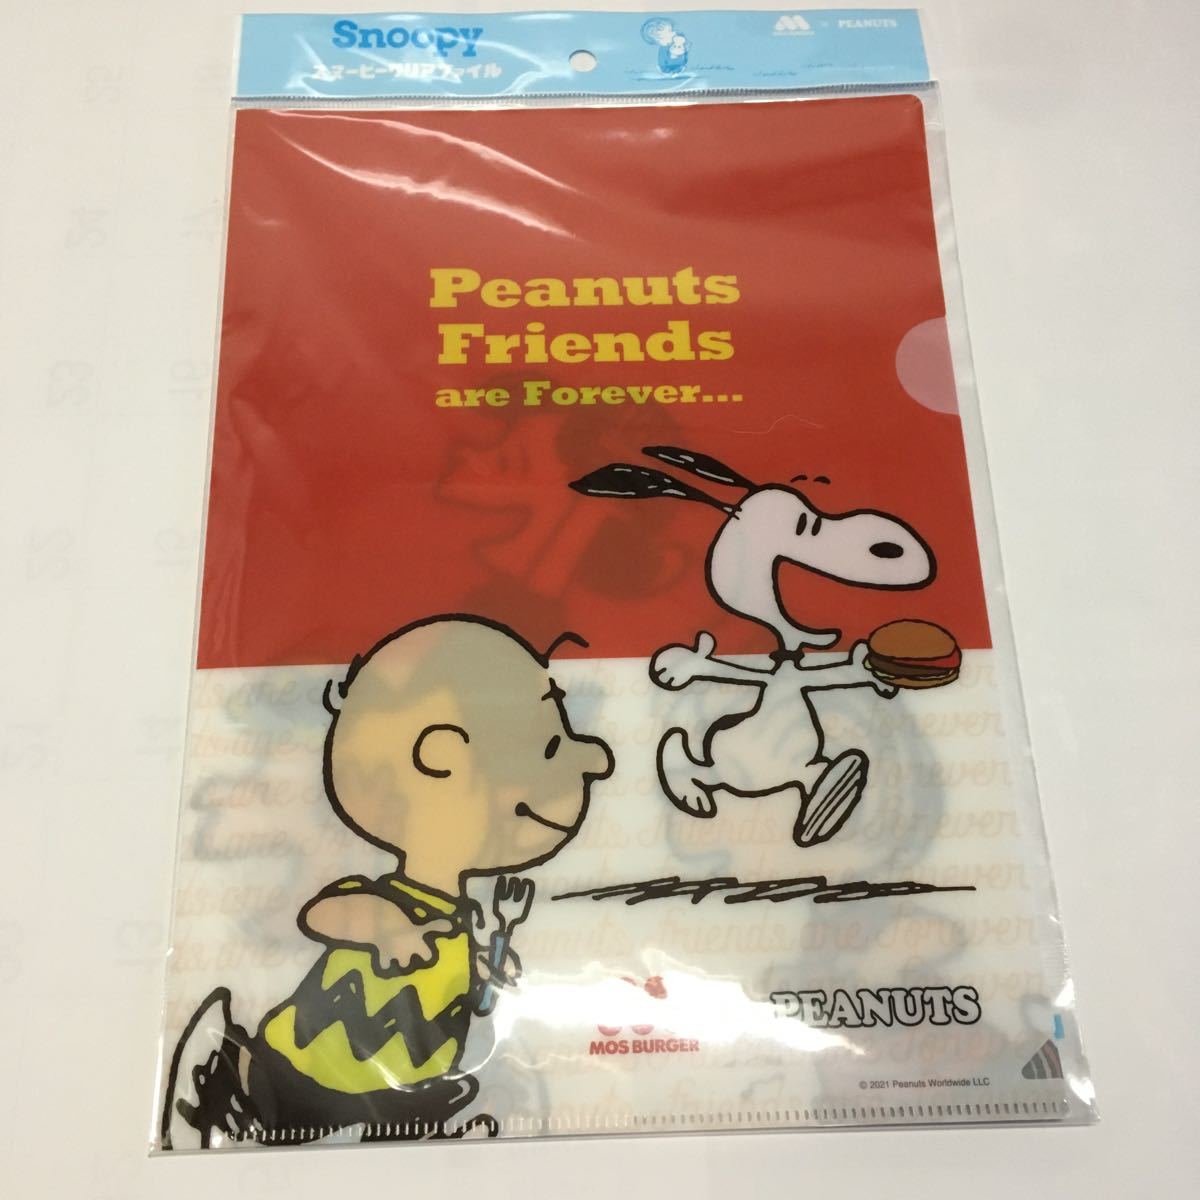 Snoopy
スヌーピークリアファイル
PEANUTS
Peanuts
Friends
are Forever...
MOS BURGER
PEANUTS
© 2021 Peanuts Worldwide LLC